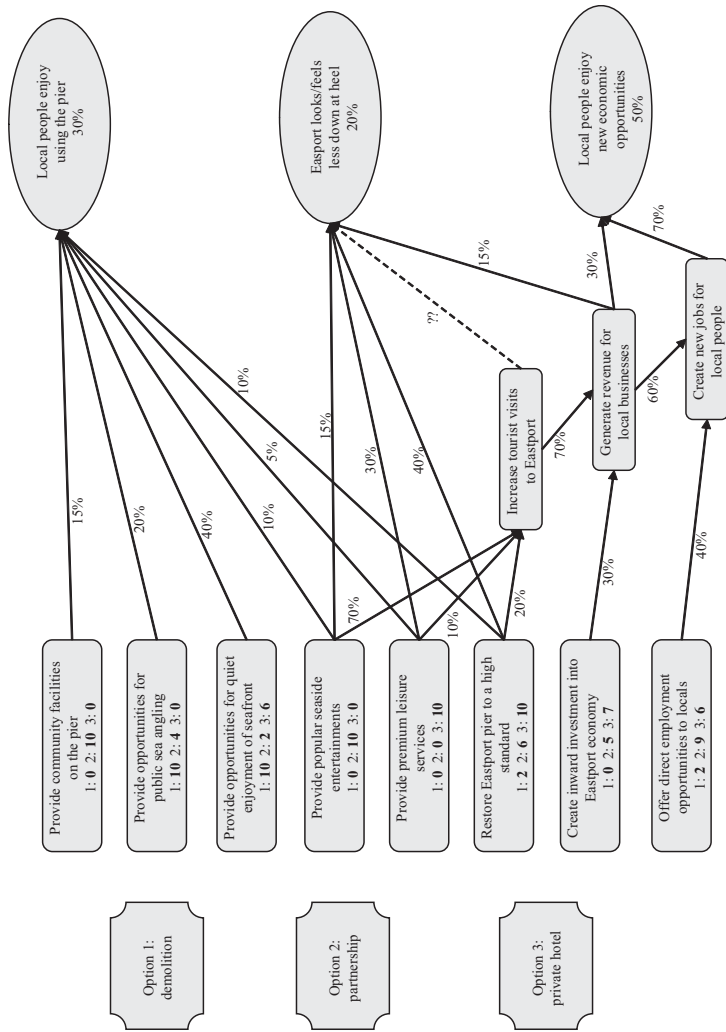 Local people enjoy
using the pier
30%
Easport looks/feels
less down at heel
20%
Local people enjoy
new economic
opportunities
50%
15%
20%
40%
10%
5%
10%
15%
30%
40%
??
15%
30%
70%
Increase tourist visits
to Eastport
Generate revenue for
local businesses
Create new jobs for
local people
70%
60%
70%
10%
20%
30%
40%
Provide community facilities
on the pier
1: 0 2: 10 3: 0
Provide opportunities for
public sea angling
1: 10 2: 4 3: 0
Provide opportunities for quiet
enjoyment of seafront
1: 10 2: 2 3: 6
Provide popular seaside
entertainments
1: 0 2: 10 3: 0
Provide premium leisure
services
1: 0 2: 0 3: 10
Restore Eastport pier to a high
standard
1: 2 2: 6 3: 10
Create inward investment into
Eastport economy
1: 0 2: 5 3: 7
Offer direct employment
opportunities to locals
1: 2 2: 9 3: 6
Option 1:
demolition
Option 2:
partnership
Option 3:
private hotel